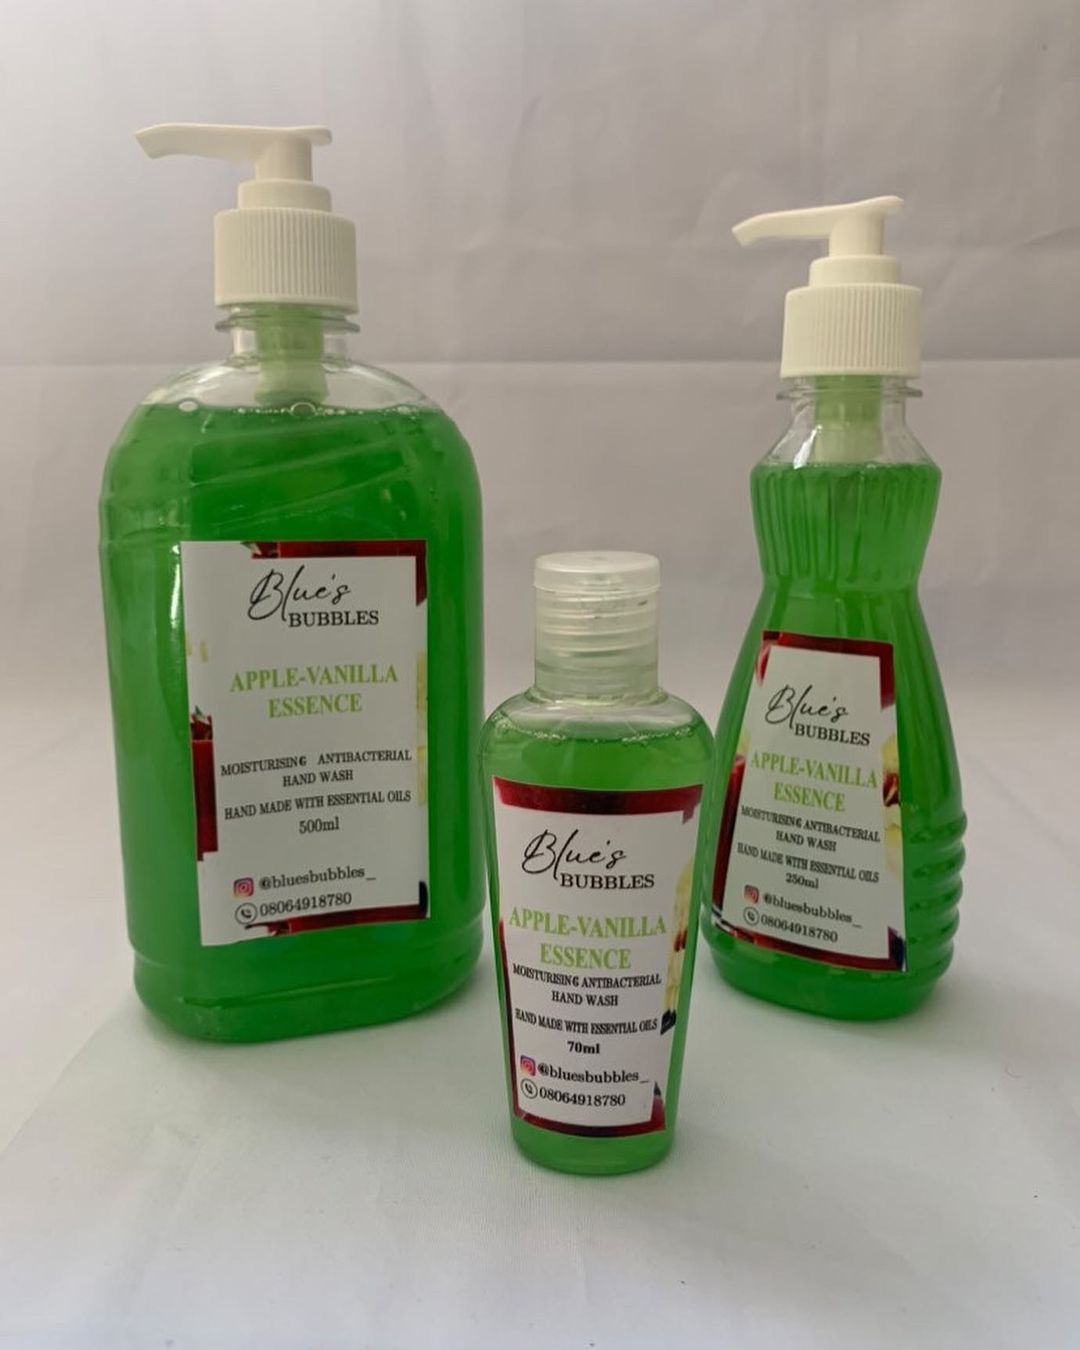 Blue's
BUBBLES
APPLE-VANILLA
ESSENCE
MOISTURISING ANTIBACTERIAL
HAND WASH
HAND MADE WITH ESSENTIAL OILS
500ml
@bluesbubbles_
08064918780
Blue's
BUBBLES
APPLE-VANILLA
ESSENCE
MOISTURISING ANTIBACTERIAL
HAND WASH
HAND MADE WITH ESSENTIAL OILS
70ml
@bluesbubbles_
08064918780
Blue's
BUBBLES
APPLE-VANILLA
ESSENCE
MOISTURISING ANTIBACTERIAL
HAND WASH
HAND MADE WITH ESSENTIAL OILS
250ml
@bluesbubbles_
08064918780